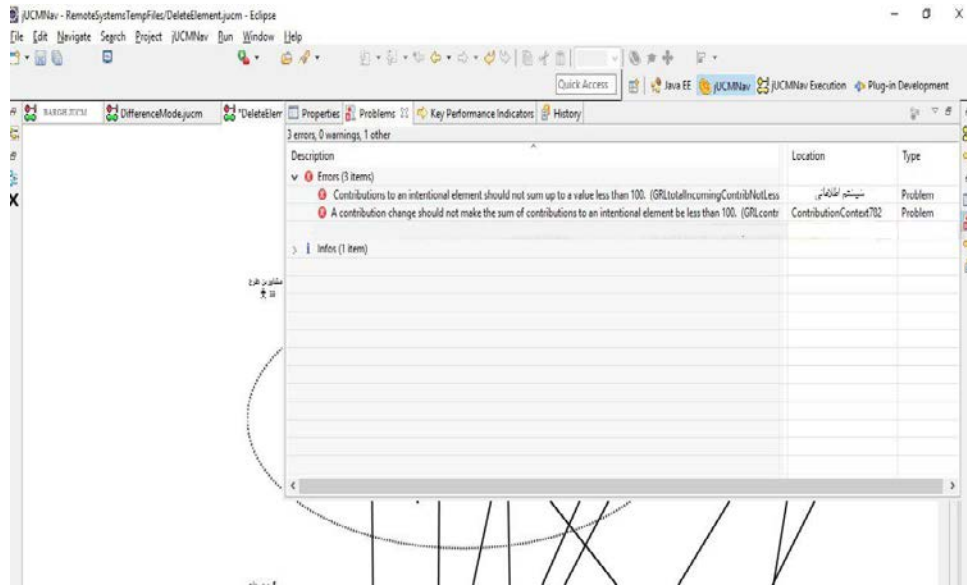 jUCMNav - RemoteSystemsTempFiles/DeleteElement.jucm - Eclipse
File Edit Navigate Search Project jUCMNav Run Window Help
Quick Access
Java EE jUCMNav jUCMNav Execution Plug-in Development
BARGH.JUCM DifferenceMode.jucm *DeleteElem Properties Problems Key Performance Indicators History
3 errors, 0 warnings, 1 other
Description Location Type
Errors (3 items)
Contributions to an intentional element should not sum up to a value less than 100. (GRLtotalIncomingContribNotLess سیستم اطلاعاتی Problem
A contribution change should not make the sum of contributions to an intentional element be less than 100. (GRLcontr ContributionContext782 Problem
Infos (1 item)